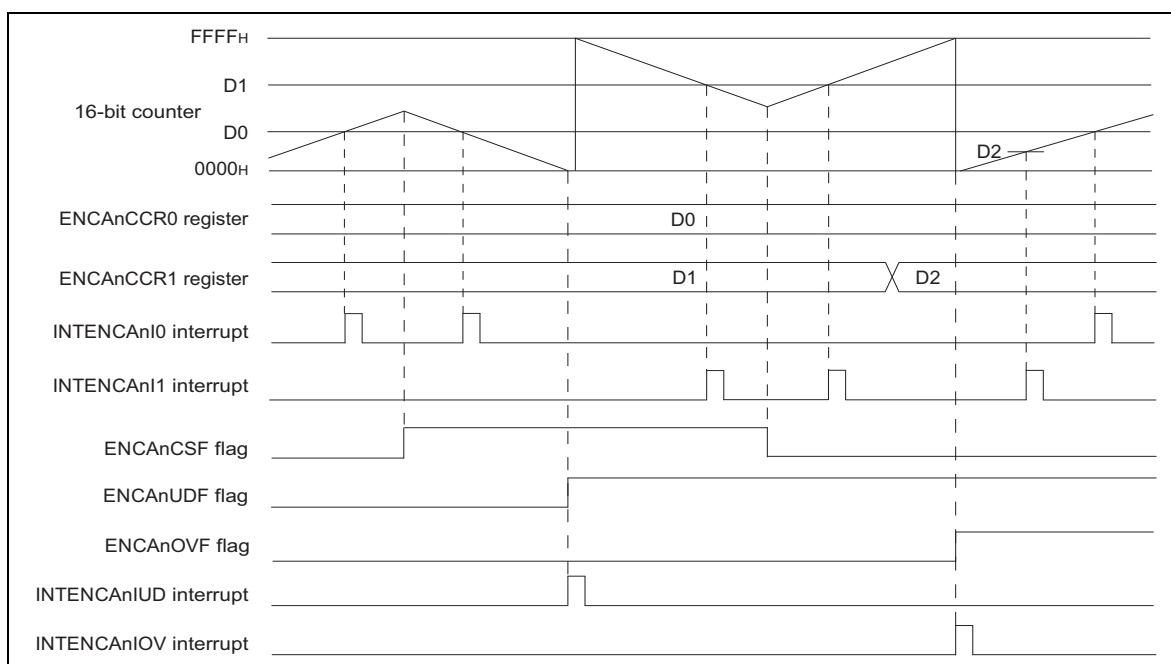 FFFFH
D1
16-bit counter
D0
D2
0000H
ENCAnCCR0 register
D0
ENCAnCCR1 register
D1
D2
INTENCAnI0 interrupt
INTENCAnI1 interrupt
ENCAnCSF flag
ENCAnUDF flag
ENCAnOVF flag
INTENCAnIUD interrupt
INTENCAnIOV interrupt